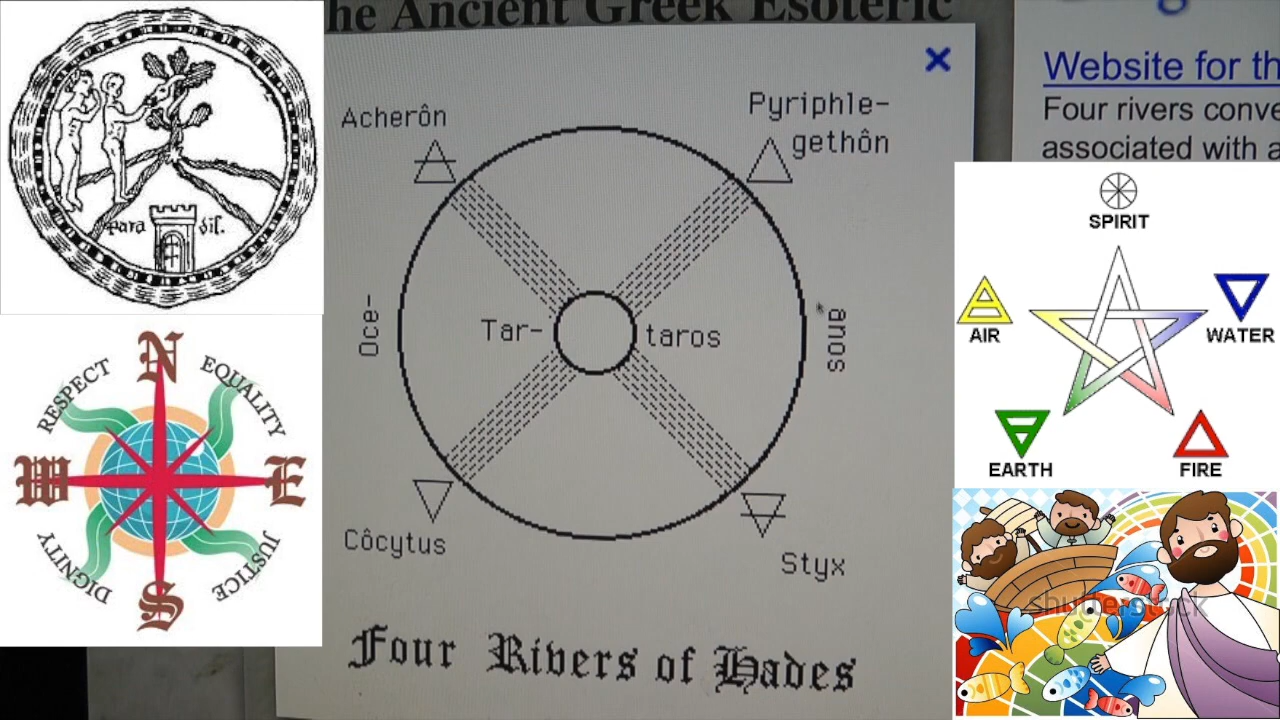 he Ancient Greek Esoteric
Acherôn
Pyriphle-
gethôn
Oce-
anos
Tar-
taros
Côcytus
Styx
Four Rivers of Hades
Website for th
Four rivers conve
associated with a
para dis.
N
RESPECT
EQUALITY
W
E
DIGNITY
JUSTICE
S
SPIRIT
AIR
WATER
EARTH
FIRE
shutterstock